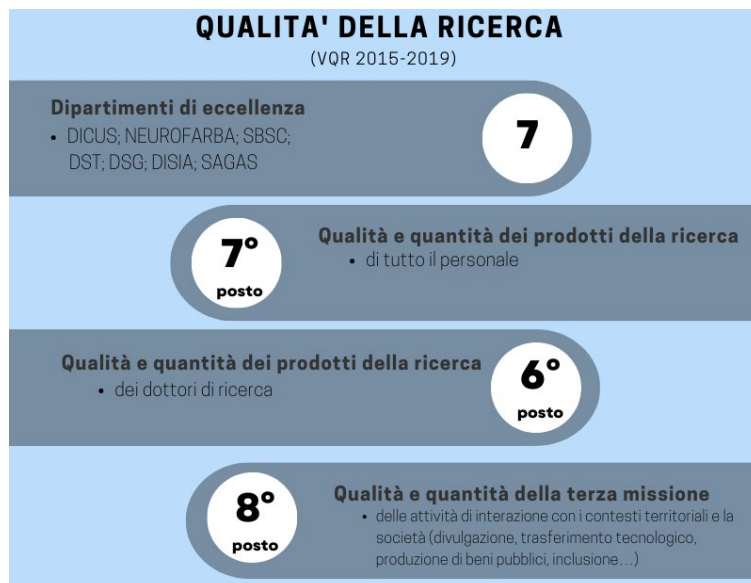 QUALITA' DELLA RICERCA
(VQR 2015-2019)
Dipartimenti di eccellenza
• DICUS; NEUROFARBA; SBSC;
DST; DSG; DISIA; SAGAS
7
7°
posto
Qualità e quantità dei prodotti della ricerca
• di tutto il personale
Qualità e quantità dei prodotti della ricerca
• dei dottori di ricerca
6°
posto
8°
posto
Qualità e quantità della terza missione
• delle attività di interazione con i contesti territoriali e la
società (divulgazione, trasferimento tecnologico,
produzione di beni pubblici, inclusione...)